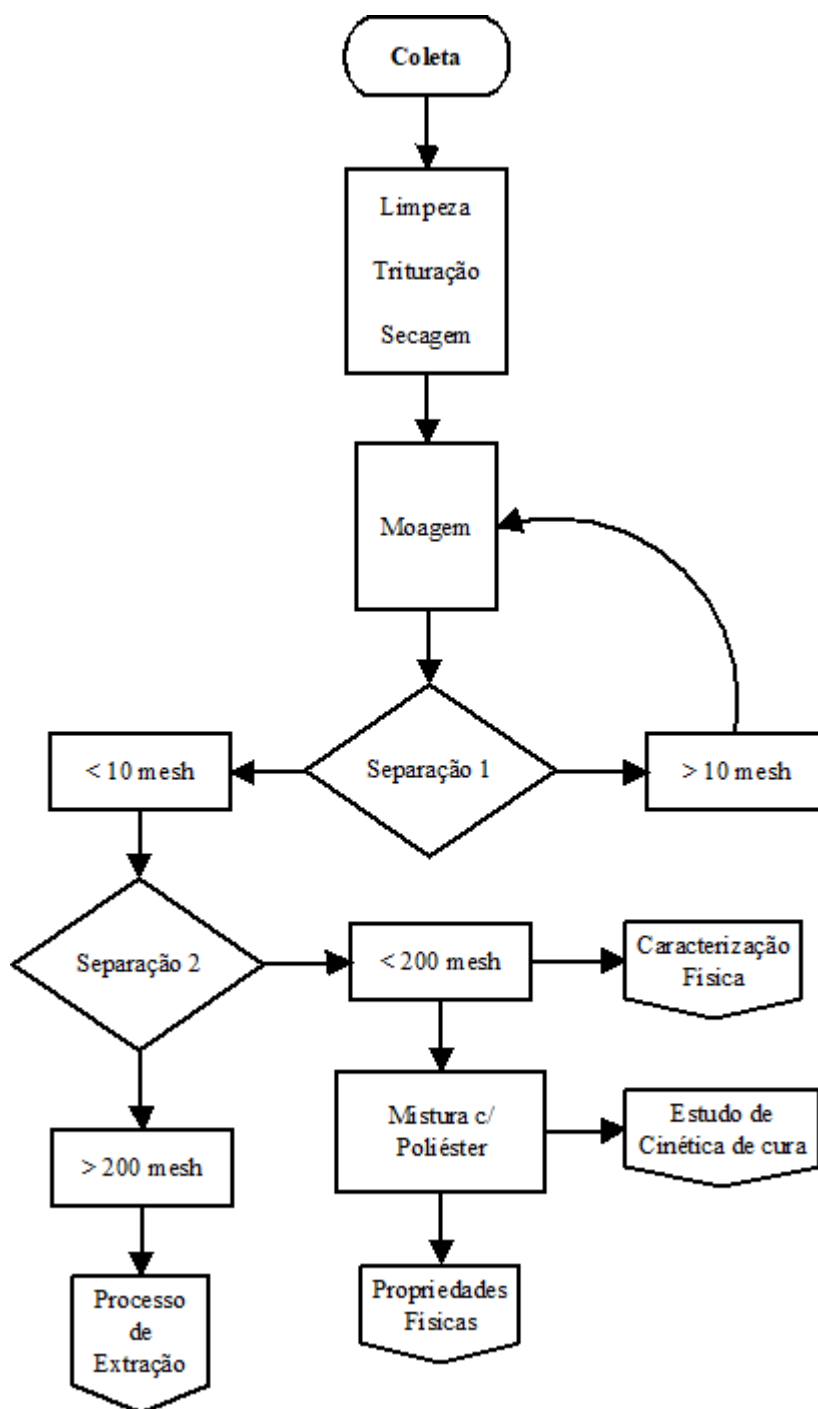 Coleta
Limpeza
Trituração
Secagem
Moagem
< 10 mesh
Separação 1
> 10 mesh
Separação 2
< 200 mesh
Caracterização
Física
> 200 mesh
Mistura c/
Poliéster
Estudo de
Cinética de cura
Processo
de
Extração
Propriedades
Físicas